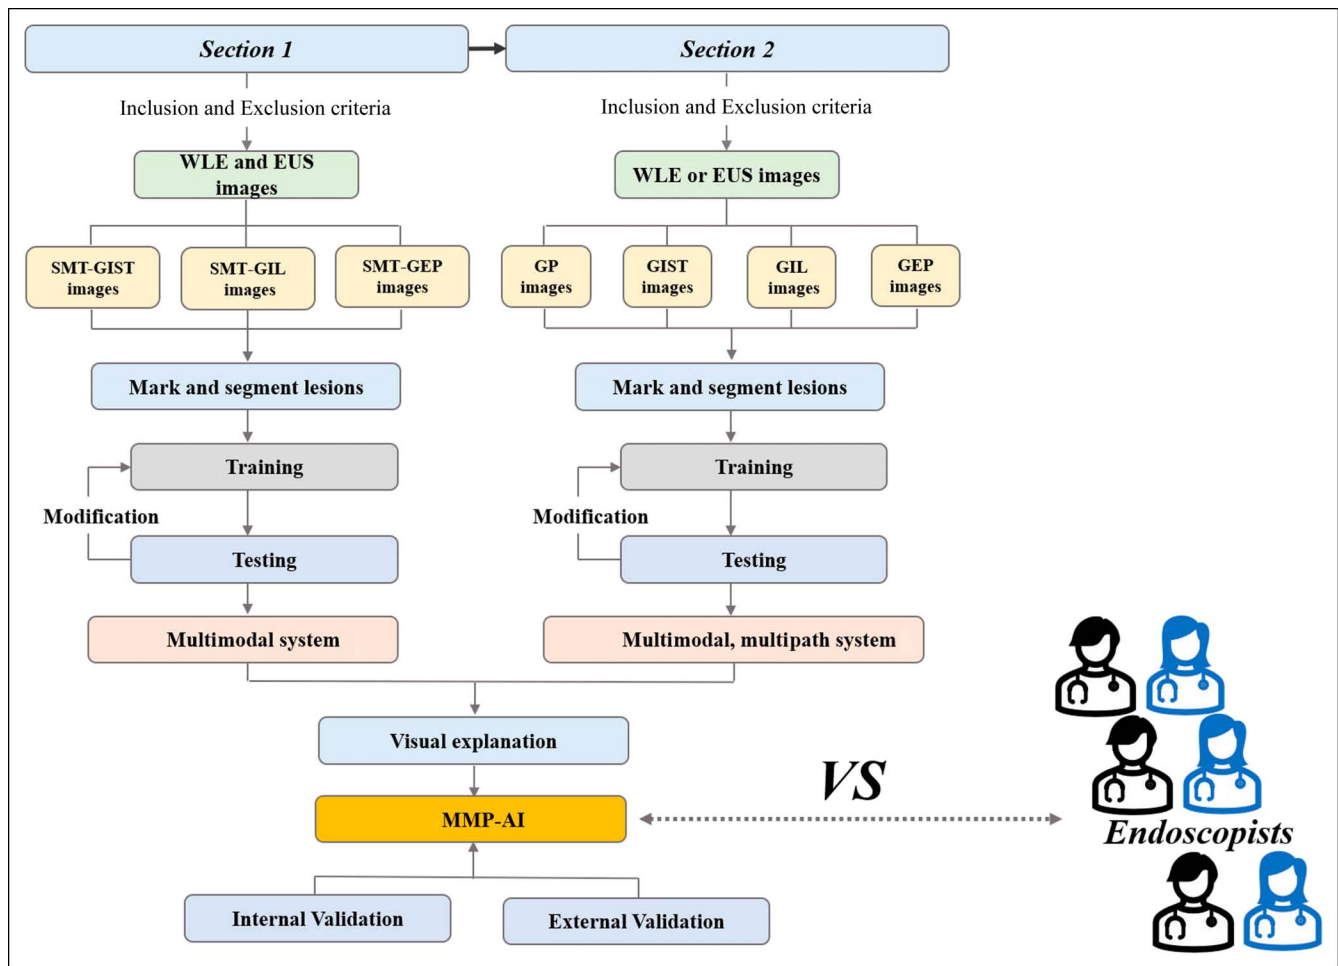 Section 1
Section 2
Inclusion and Exclusion criteria
Inclusion and Exclusion criteria
WLE and EUS
images
WLE or EUS images
SMT-GIST
images
SMT-GIL
images
SMT-GEP
images
GP
images
GIST
images
GIL
images
GEP
images
Mark and segment lesions
Mark and segment lesions
Training
Training
Modification
Modification
Testing
Testing
Multimodal system
Multimodal, multipath system
Visual explanation
VS
MMP-AI
Endoscopists
Internal Validation
External Validation